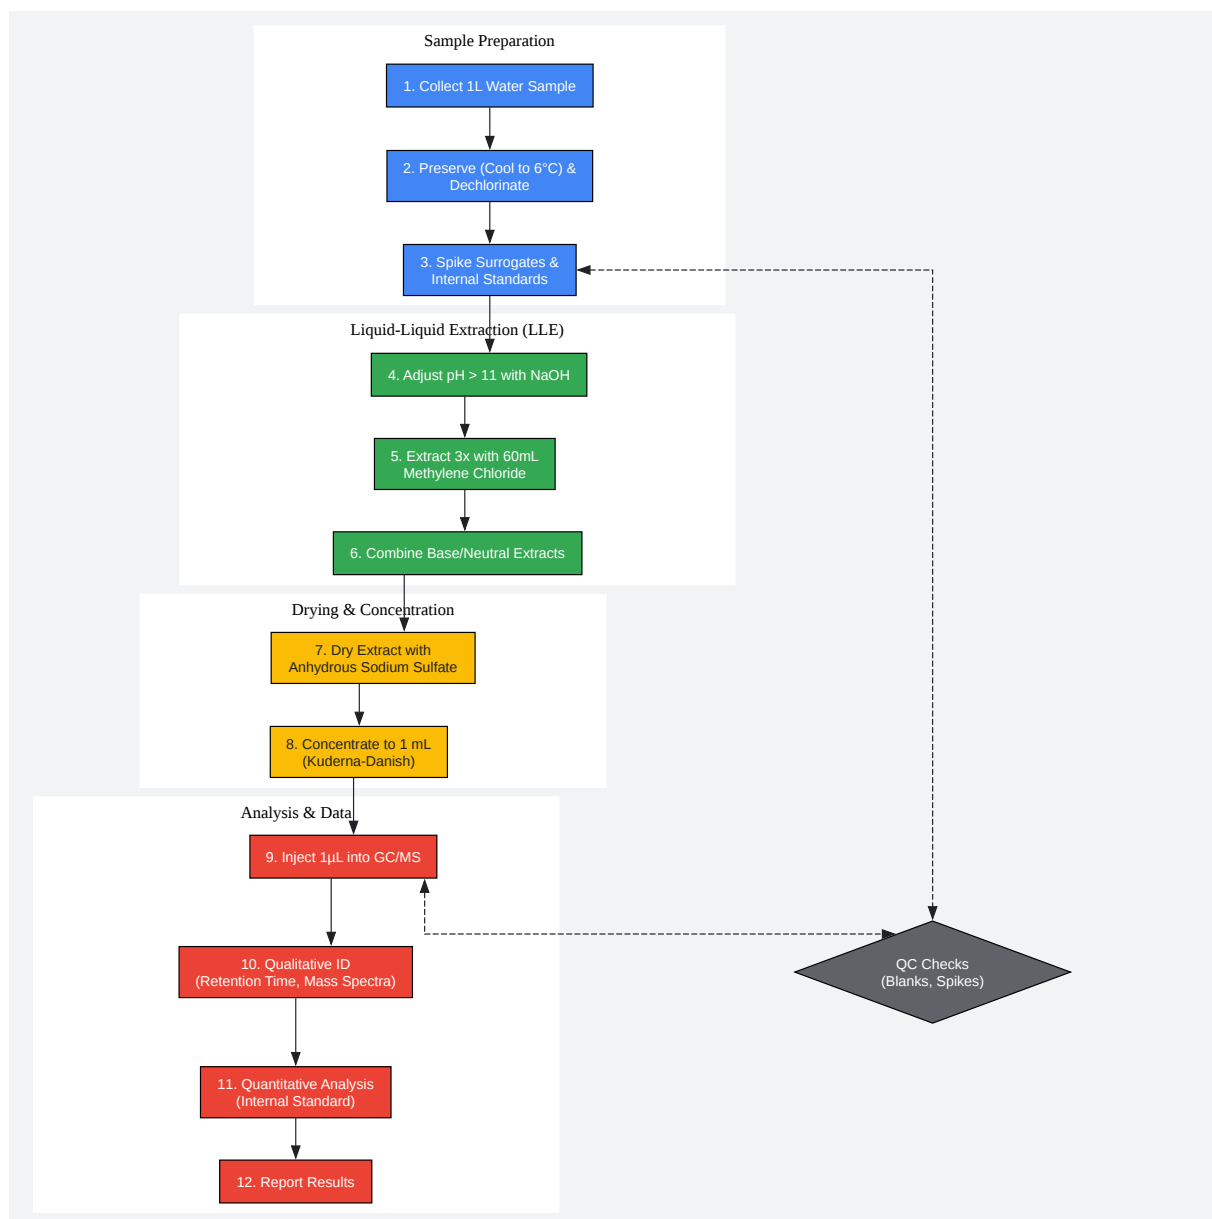 Sample Preparation
1. Collect 1L Water Sample
2. Preserve (Cool to 6°C) &
Dechlorinate
3. Spike Surrogates &
Internal Standards
Liquid-Liquid Extraction (LLE)
4. Adjust pH > 11 with NaOH
5. Extract 3x with 60mL
Methylene Chloride
6. Combine Base/Neutral Extracts
Drying & Concentration
7. Dry Extract with
Anhydrous Sodium Sulfate
8. Concentrate to 1 mL
(Kuderna-Danish)
Analysis & Data
9. Inject 1µL into GC/MS
10. Qualitative ID
(Retention Time, Mass Spectra)
QC Checks
(Blanks, Spikes)
11. Quantitative Analysis
(Internal Standard)
12. Report Results